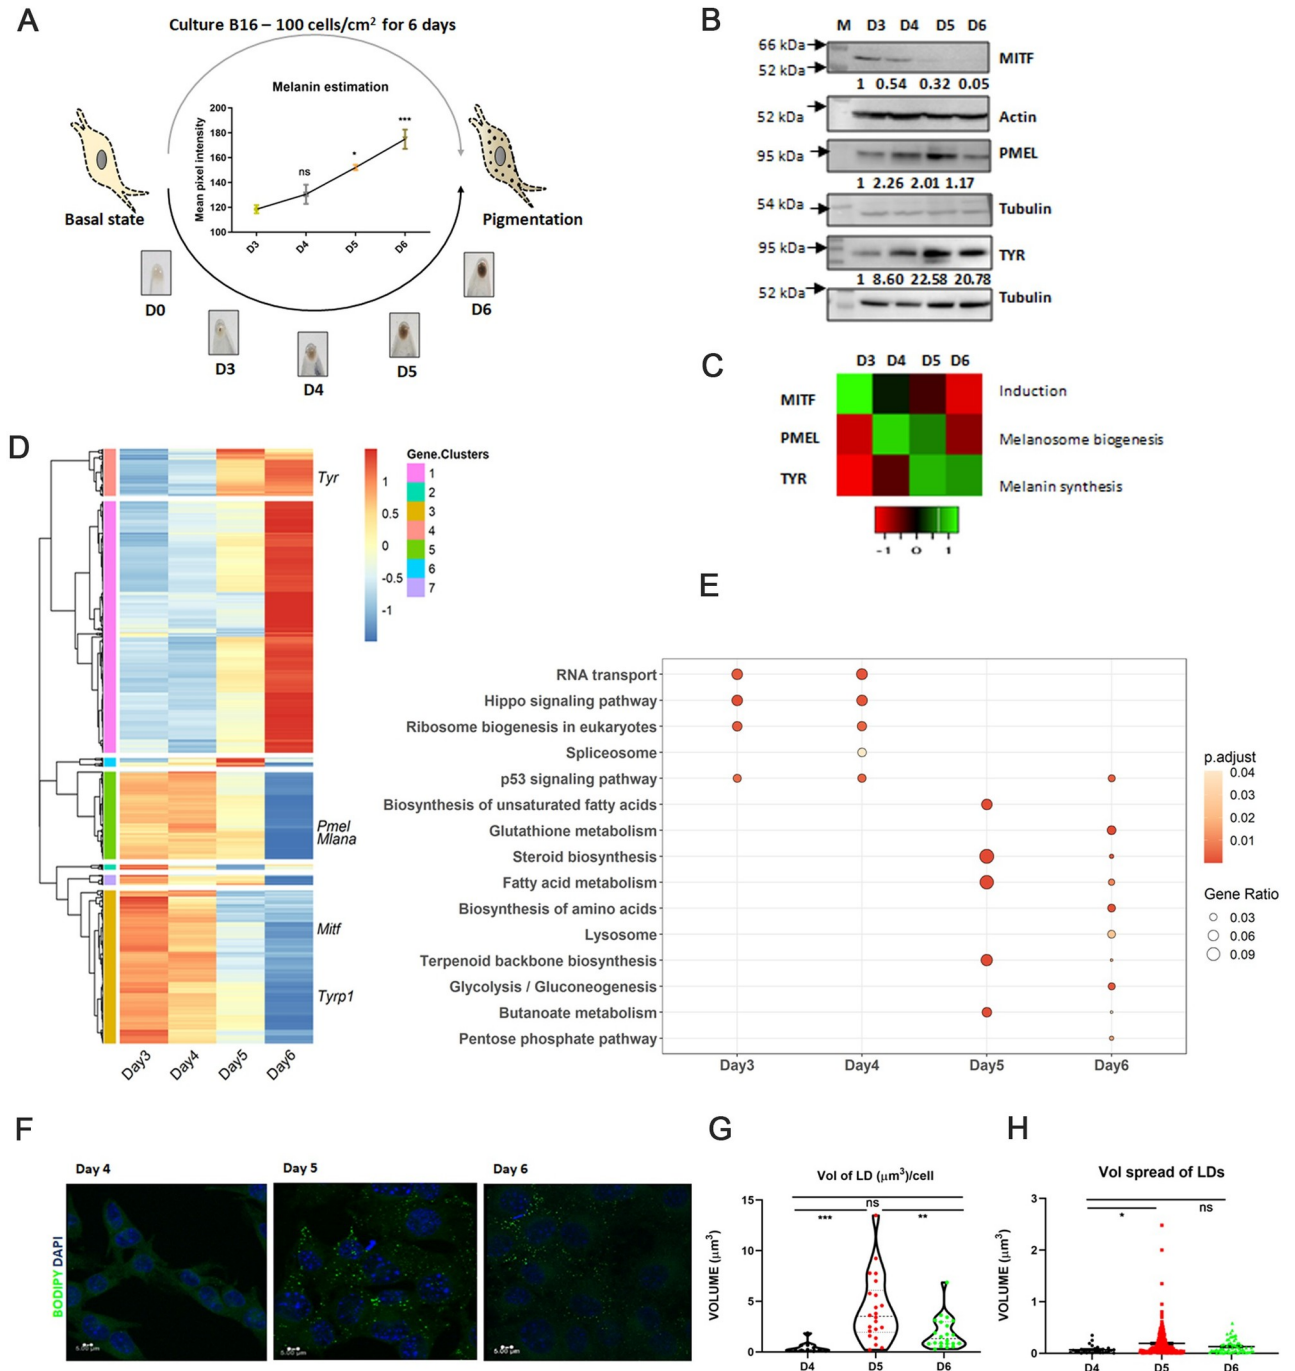 A
Culture B16 – 100 cells/cm² for 6 days
Melanin estimation
Mean pixel intensity
200
180
160
140
120
100
ns
*
***
D3
D4
D5
D6
Basal state
Pigmentation
D0
D3
D4
D5
D6
B
M D3 D4 D5 D6
66 kDa
52 kDa
MITF
1 0.54 0.32 0.05
52 kDa
Actin
95 kDa
PMEL
1 2.26 2.01 1.17
54 kDa
Tubulin
95 kDa
TYR
1 8.60 22.58 20.78
52 kDa
Tubulin
C
D3 D4 D5 D6
MITF Induction
PMEL Melanosome biogenesis
TYR Melanin synthesis
-1 0 1
D
Tyr
Pmel
Mlana
Mitf
Tyrp1
Day3 Day4 Day5 Day6
1
0.5
0
-0.5
-1
Gene.Clusters
1
2
3
4
5
6
7
E
RNA transport
Hippo signaling pathway
Ribosome biogenesis in eukaryotes
Spliceosome
p53 signaling pathway
Biosynthesis of unsaturated fatty acids
Glutathione metabolism
Steroid biosynthesis
Fatty acid metabolism
Biosynthesis of amino acids
Lysosome
Terpenoid backbone biosynthesis
Glycolysis / Gluconeogenesis
Butanoate metabolism
Pentose phosphate pathway
Day3 Day4 Day5 Day6
p.adjust
0.04
0.03
0.02
0.01
Gene Ratio
0.03
0.06
0.09
F
Day 4 Day 5 Day 6
BODIPY DAPI
5.00 µm
5.00 µm
5.00 µm
G
Vol of LD (µm³)/cell
VOLUME (µm³)
15
10
5
0
ns
***
**
D4 D5 D6
H
Vol spread of LDs
VOLUME (µm³)
3
2
1
0
*
ns
D4 D5 D6